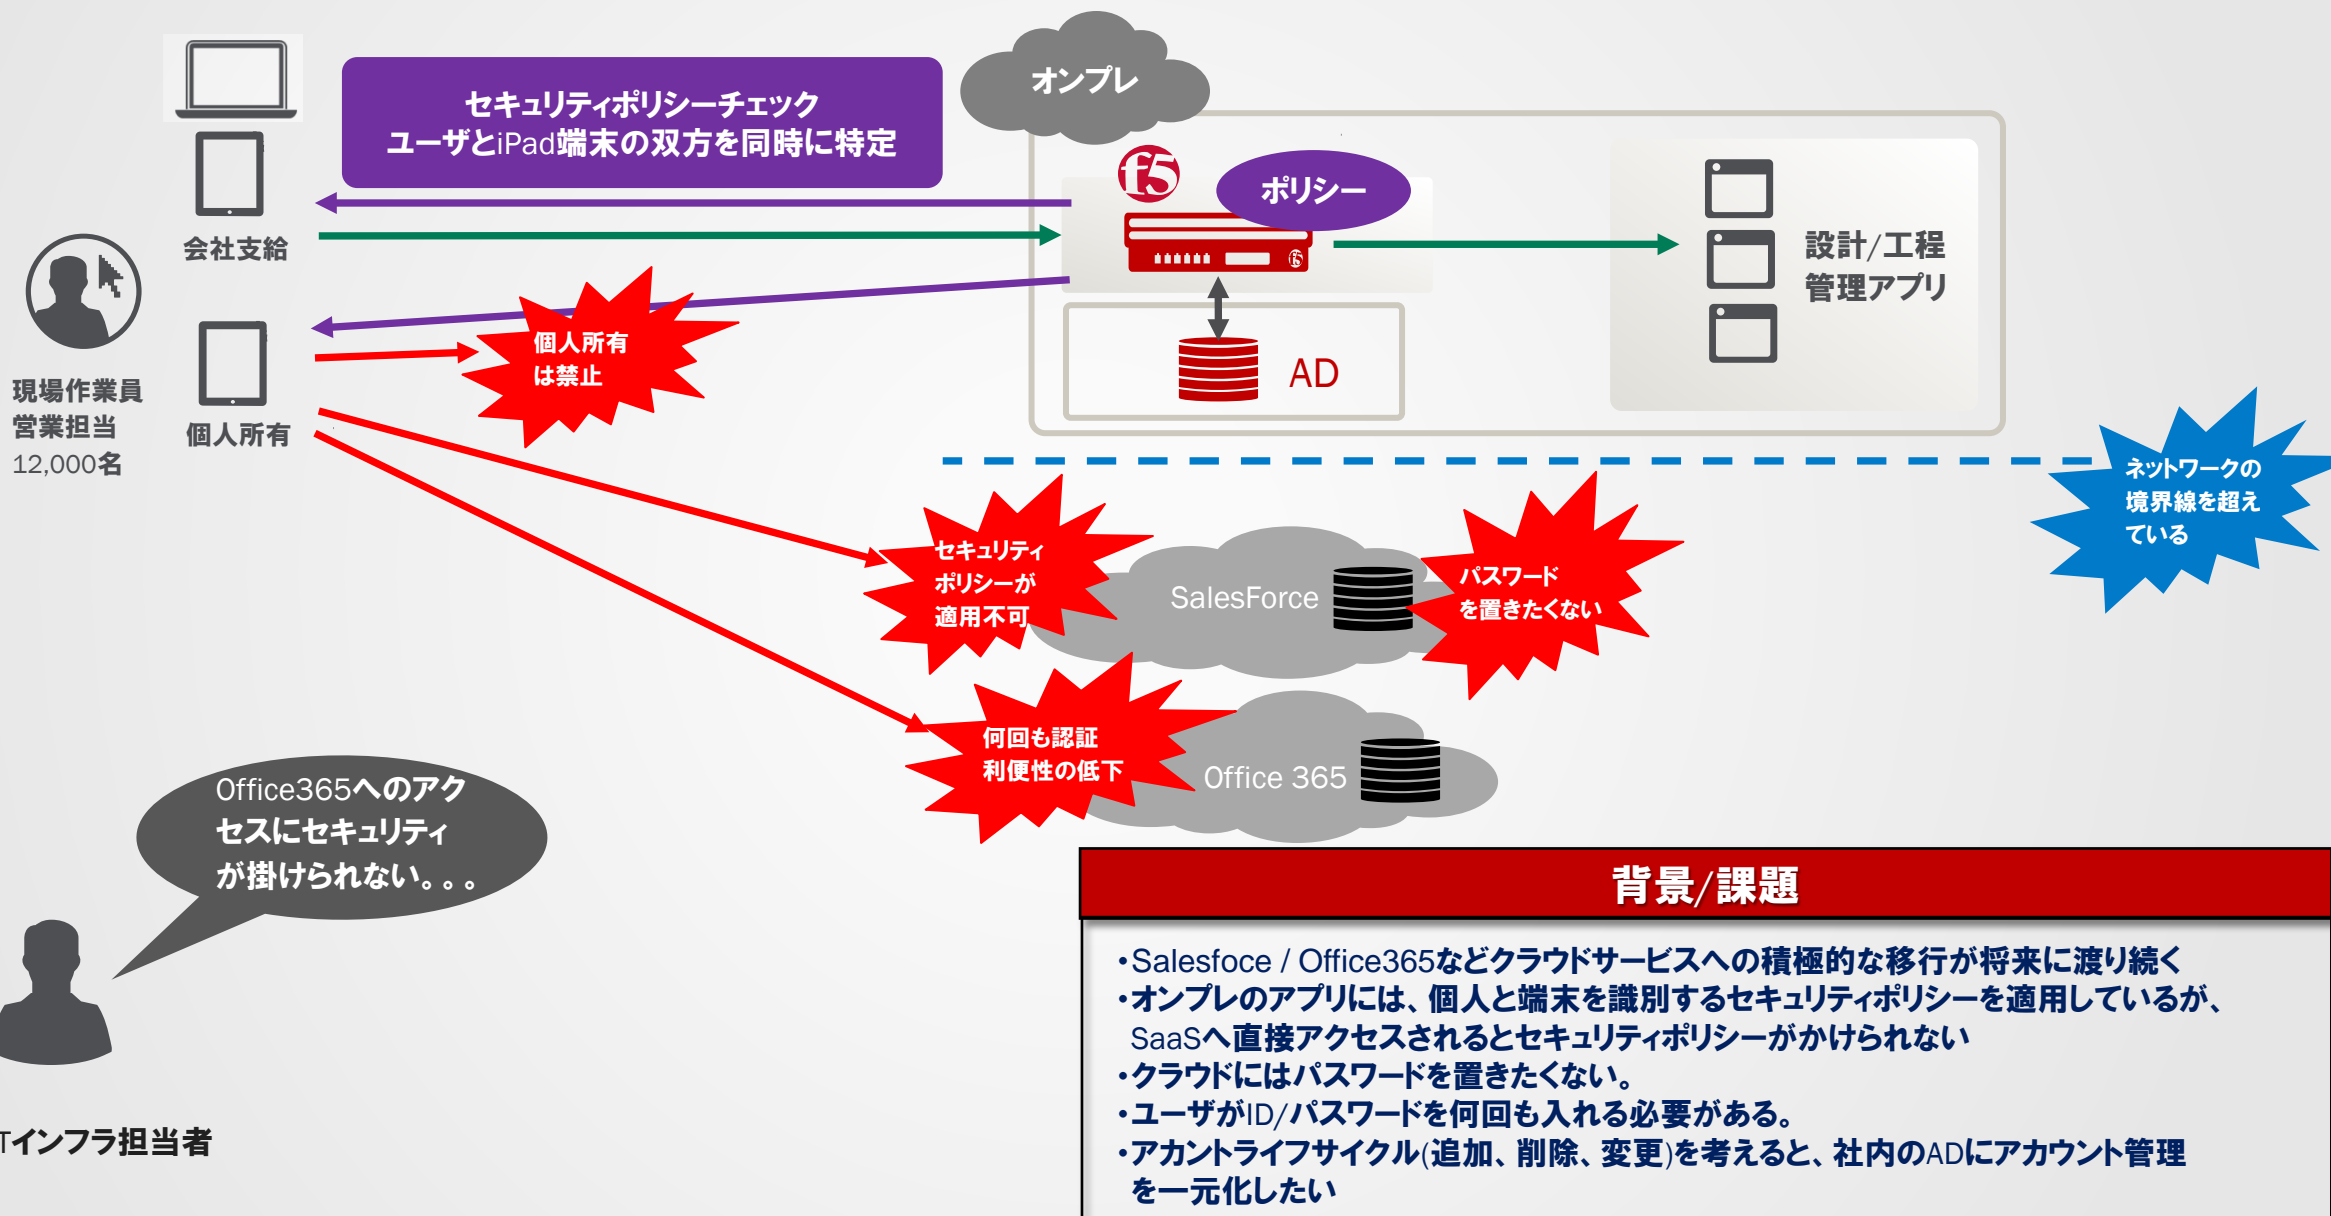 オンプレ
セキュリティポリシーチェック
ユーザとiPad端末の双方を同時に特定
f5
ポリシー
会社支給
設計/工程
管理アプリ
f5
個人所有
は禁止
AD
現場作業員
営業担当
12,000名
個人所有
ネットワークの
境界線を超え
ている
セキュリティ
ポリシーが
適用不可
SalesForce
パスワード
を置きたくない
何回も認証
利便性の低下
Office 365
Office365へのアク
セスにセキュリティ
が掛けられない。。。
Tインフラ担当者
背景/課題
・Salesfoce / Office365などクラウドサービスへの積極的な移行が将来に渡り続く
・オンプレのアプリには、個人と端末を識別するセキュリティポリシーを適用しているが、
SaaSへ直接アクセスされるとセキュリティポリシーがかけられない
・クラウドにはパスワードを置きたくない。
・ユーザがID/パスワードを何回も入れる必要がある。
・アカントライフサイクル(追加、削除、変更)を考えると、社内のADにアカウント管理
を一元化したい